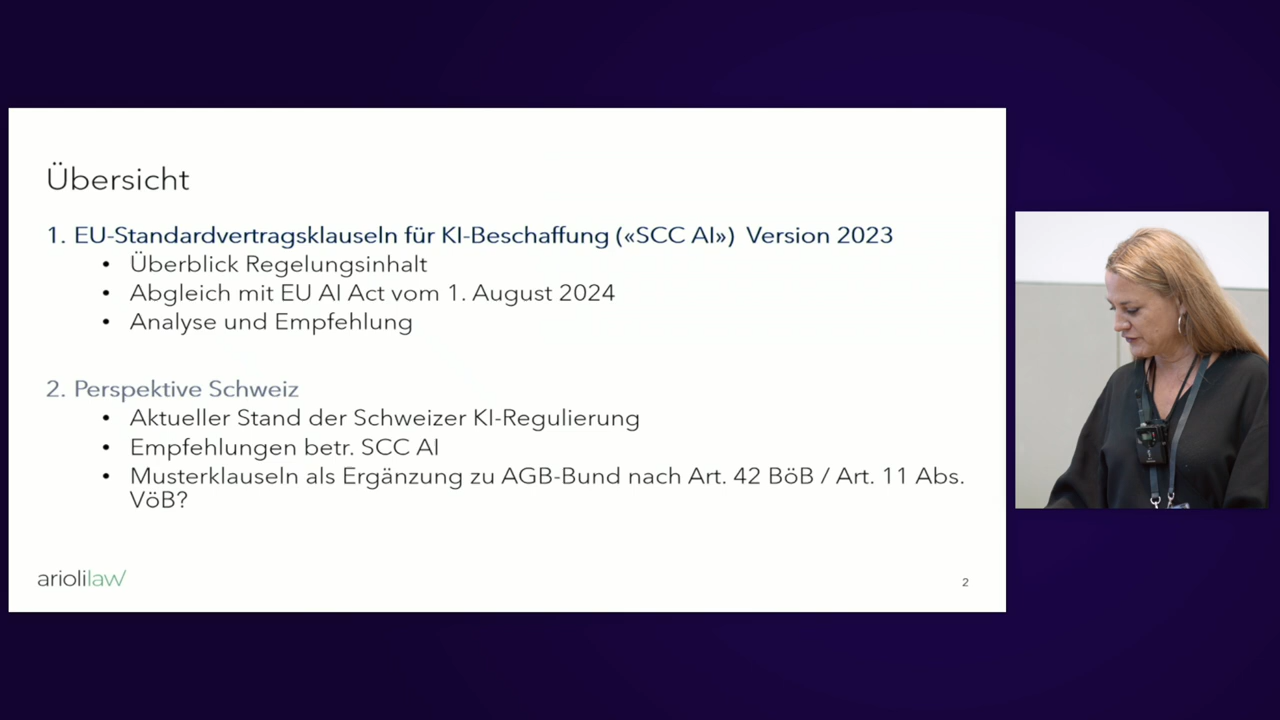 Übersicht
1. EU-Standardvertragsklauseln für KI-Beschaffung («SCC AI») Version 2023
• Überblick Regelungsinhalt
• Abgleich mit EU AI Act vom 1. August 2024
• Analyse und Empfehlung
2. Perspektive Schweiz
• Aktueller Stand der Schweizer KI-Regulierung
• Empfehlungen betr. SCC AI
• Musterklauseln als Ergänzung zu AGB-Bund nach Art. 42 BöB / Art. 11 Abs.
VöB?
ariolilaw
2